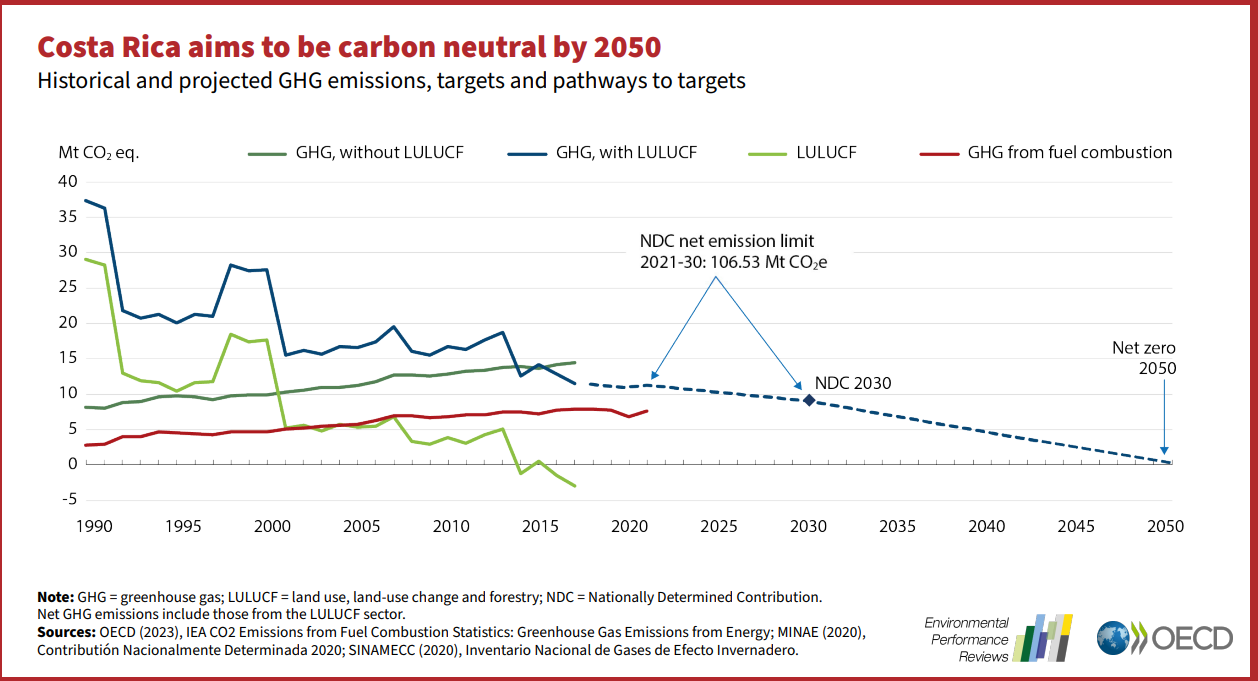 Costa Rica aims to be carbon neutral by 2050
Historical and projected GHG emissions, targets and pathways to targets
Mt CO₂ eq.
GHG, without LULUCF
GHG, with LULUCF
LULUCF
GHG from fuel combustion
40
35
30
25
20
15
10
5
0
-5
NDC net emission limit
2021-30: 106.53 Mt CO₂e
NDC 2030
Net zero
2050
1990 1995 2000 2005 2010 2015 2020 2025 2030 2035 2040 2045 2050
Note: GHG = greenhouse gas; LULUCF = land use, land-use change and forestry; NDC = Nationally Determined Contribution.
Net GHG emissions include those from the LULUCF sector.
Sources: OECD (2023), IEA CO2 Emissions from Fuel Combustion Statistics: Greenhouse Gas Emissions from Energy; MINAE (2020),
Contribución Nacionalmente Determinada 2020; SINAMECC (2020), Inventario Nacional de Gases de Efecto Invernadero.
Environmental
Performance
Reviews
OECD